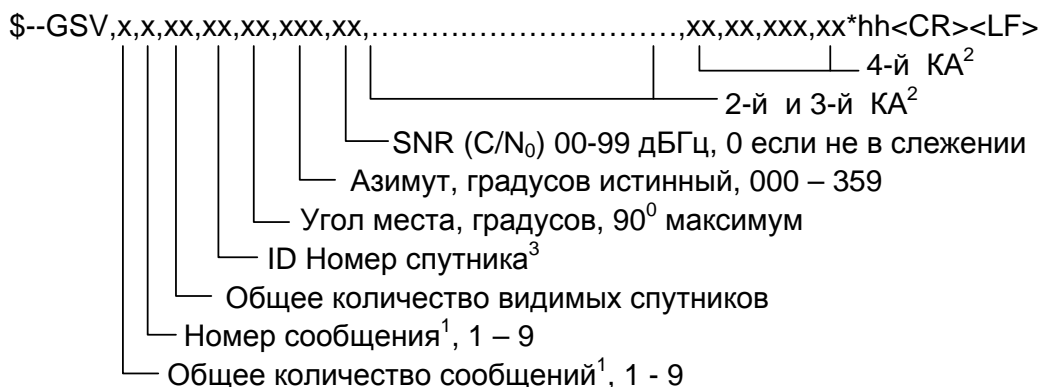 $--GSV,x,x,xx,xx,xx,xxx,xx,……….…………………,xx,xx,xxx,xx*hh<CR><LF>
4-й КА²
2-й и 3-й КА²
SNR (C/N₀) 00-99 дБГц, 0 если не в слежении
Азимут, градусов истинный, 000 – 359
Угол места, градусов, 90⁰ максимум
ID Номер спутника³
Общее количество видимых спутников
Номер сообщения¹, 1 – 9
Общее количество сообщений¹, 1 - 9